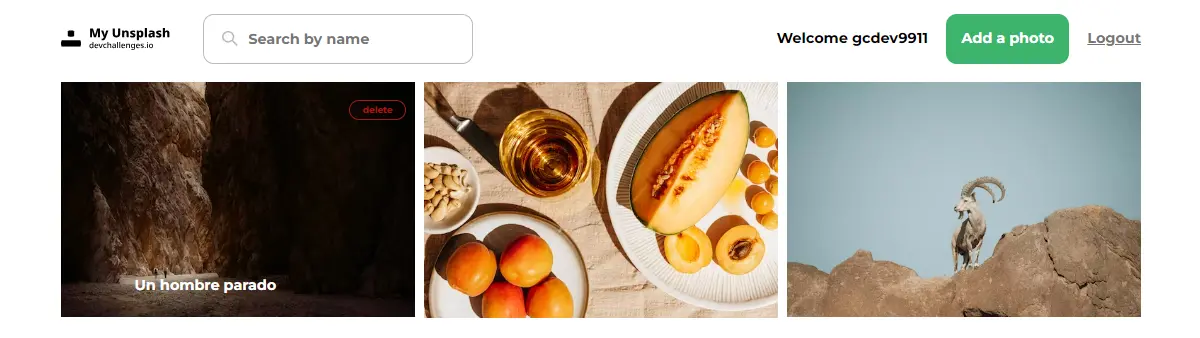 My Unsplash
devchallenges.io
Search by name
Welcome gcdev9911
Add a photo
Logout
delete
Un hombre parado